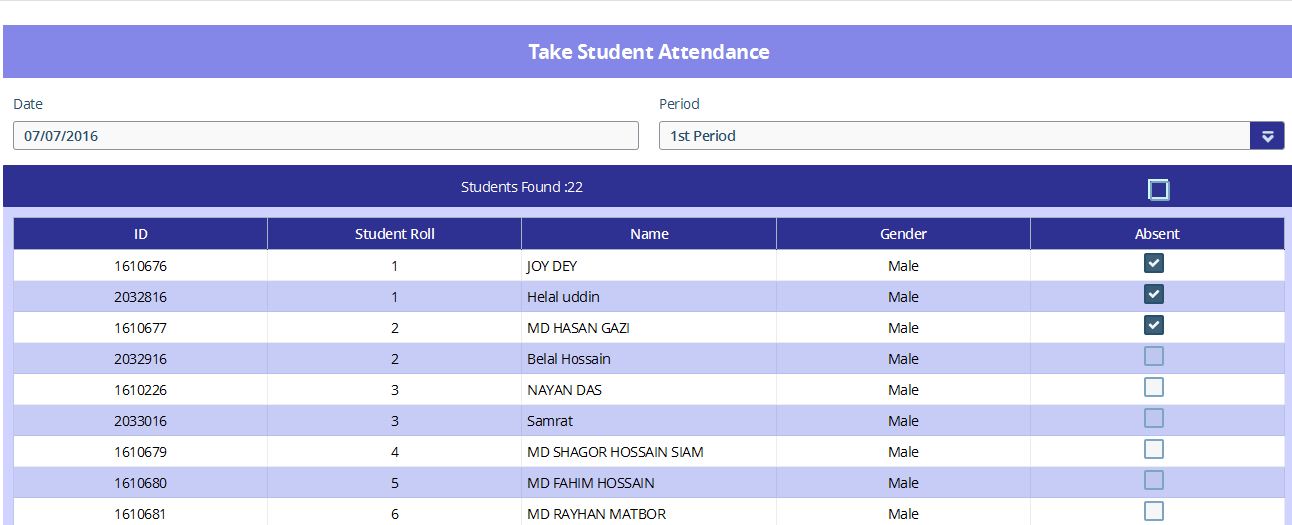 Take Student Attendance
Date Period
07/07/2016 1st Period
Students Found :22
ID Student Roll Name Gender Absent
1610676 1 JOY DEY Male
2032816 1 Helal uddin Male
1610677 2 MD HASAN GAZI Male
2032916 2 Belal Hossain Male
1610226 3 NAYAN DAS Male
2033016 3 Samrat Male
1610679 4 MD SHAGOR HOSSAIN SIAM Male
1610680 5 MD FAHIM HOSSAIN Male
1610681 6 MD RAYHAN MATBOR Male